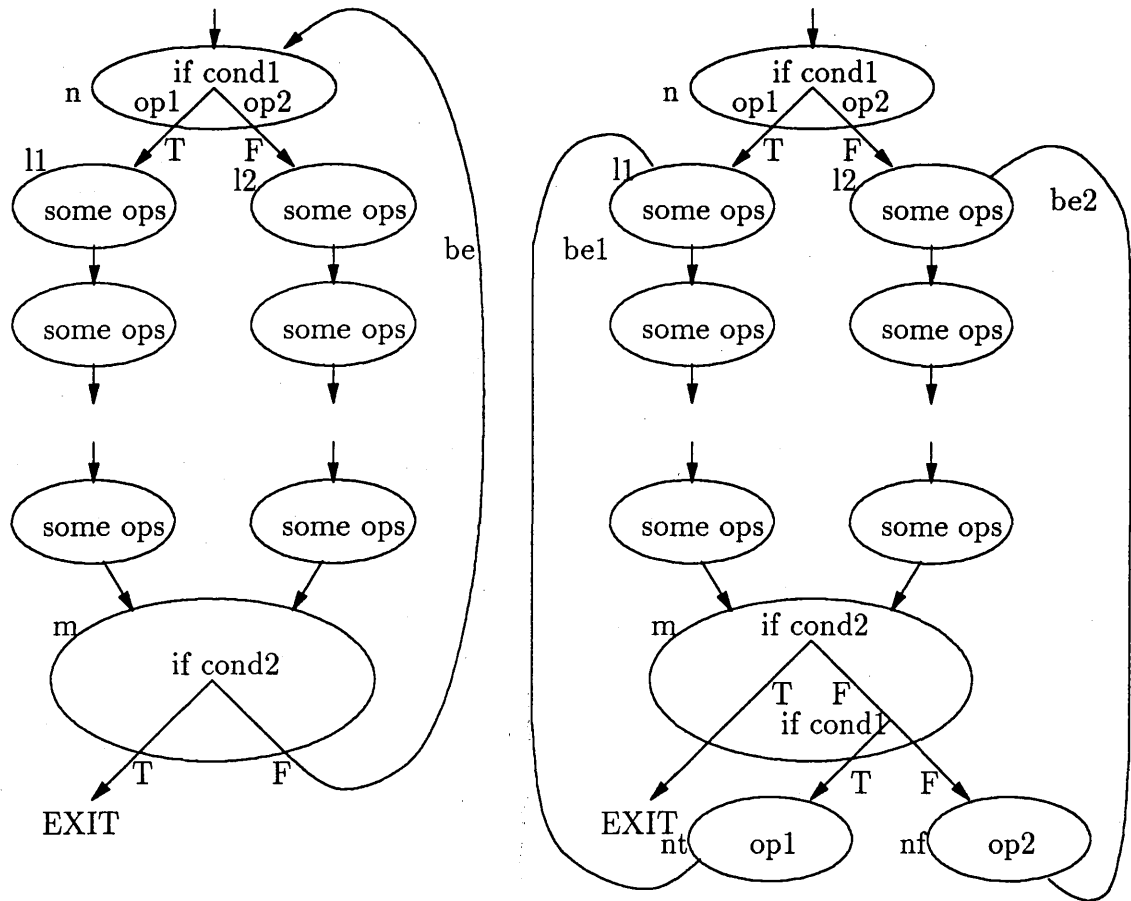 if cond1
n
op1 op2
T F
l1
l2
some ops
some ops
be
some ops
some ops
some ops
some ops
m
if cond2
T
F
EXIT
if cond1
n
op1 op2
T F
l1
l2
some ops
some ops
be1
be2
some ops
some ops
some ops
some ops
m
if cond2
T F
if cond1
T F
EXIT
nt
op1
nf
op2